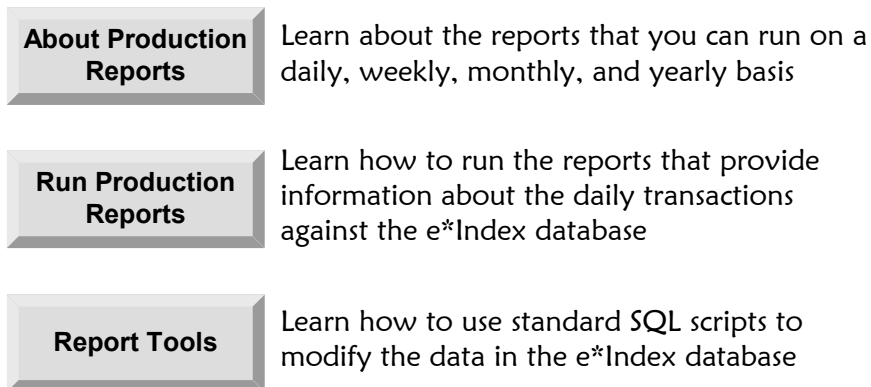 About Production
Reports
Learn about the reports that you can run on a
daily, weekly, monthly, and yearly basis
Run Production
Reports
Learn how to run the reports that provide
information about the daily transactions
against the e*Index database
Report Tools
Learn how to use standard SQL scripts to
modify the data in the e*Index database